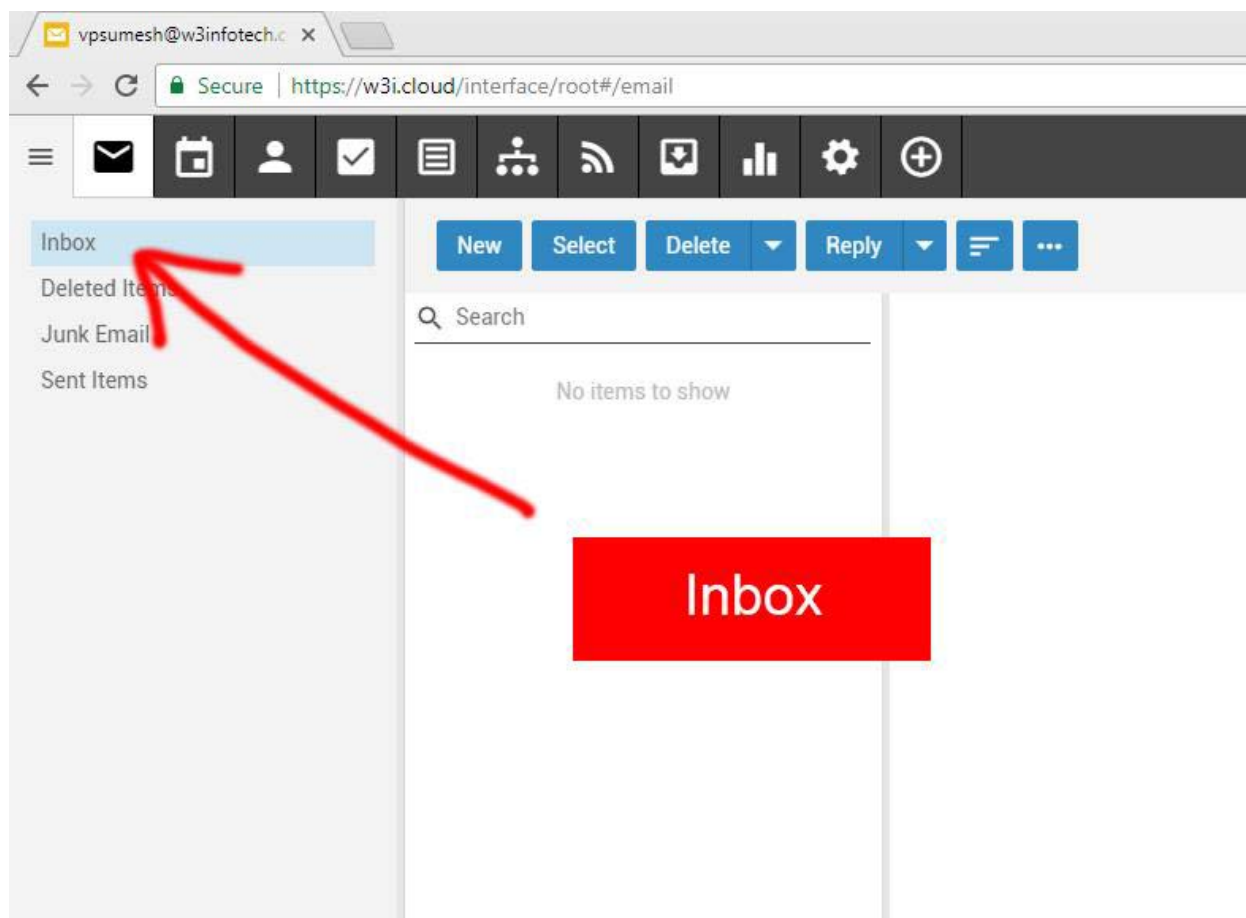 vpsumesh@w3infotech.c
Secure https://w3i.cloud/interface/root#/email
Inbox
Deleted Items
Junk Email
Sent Items
New Select Delete Reply
Search
No items to show
Inbox